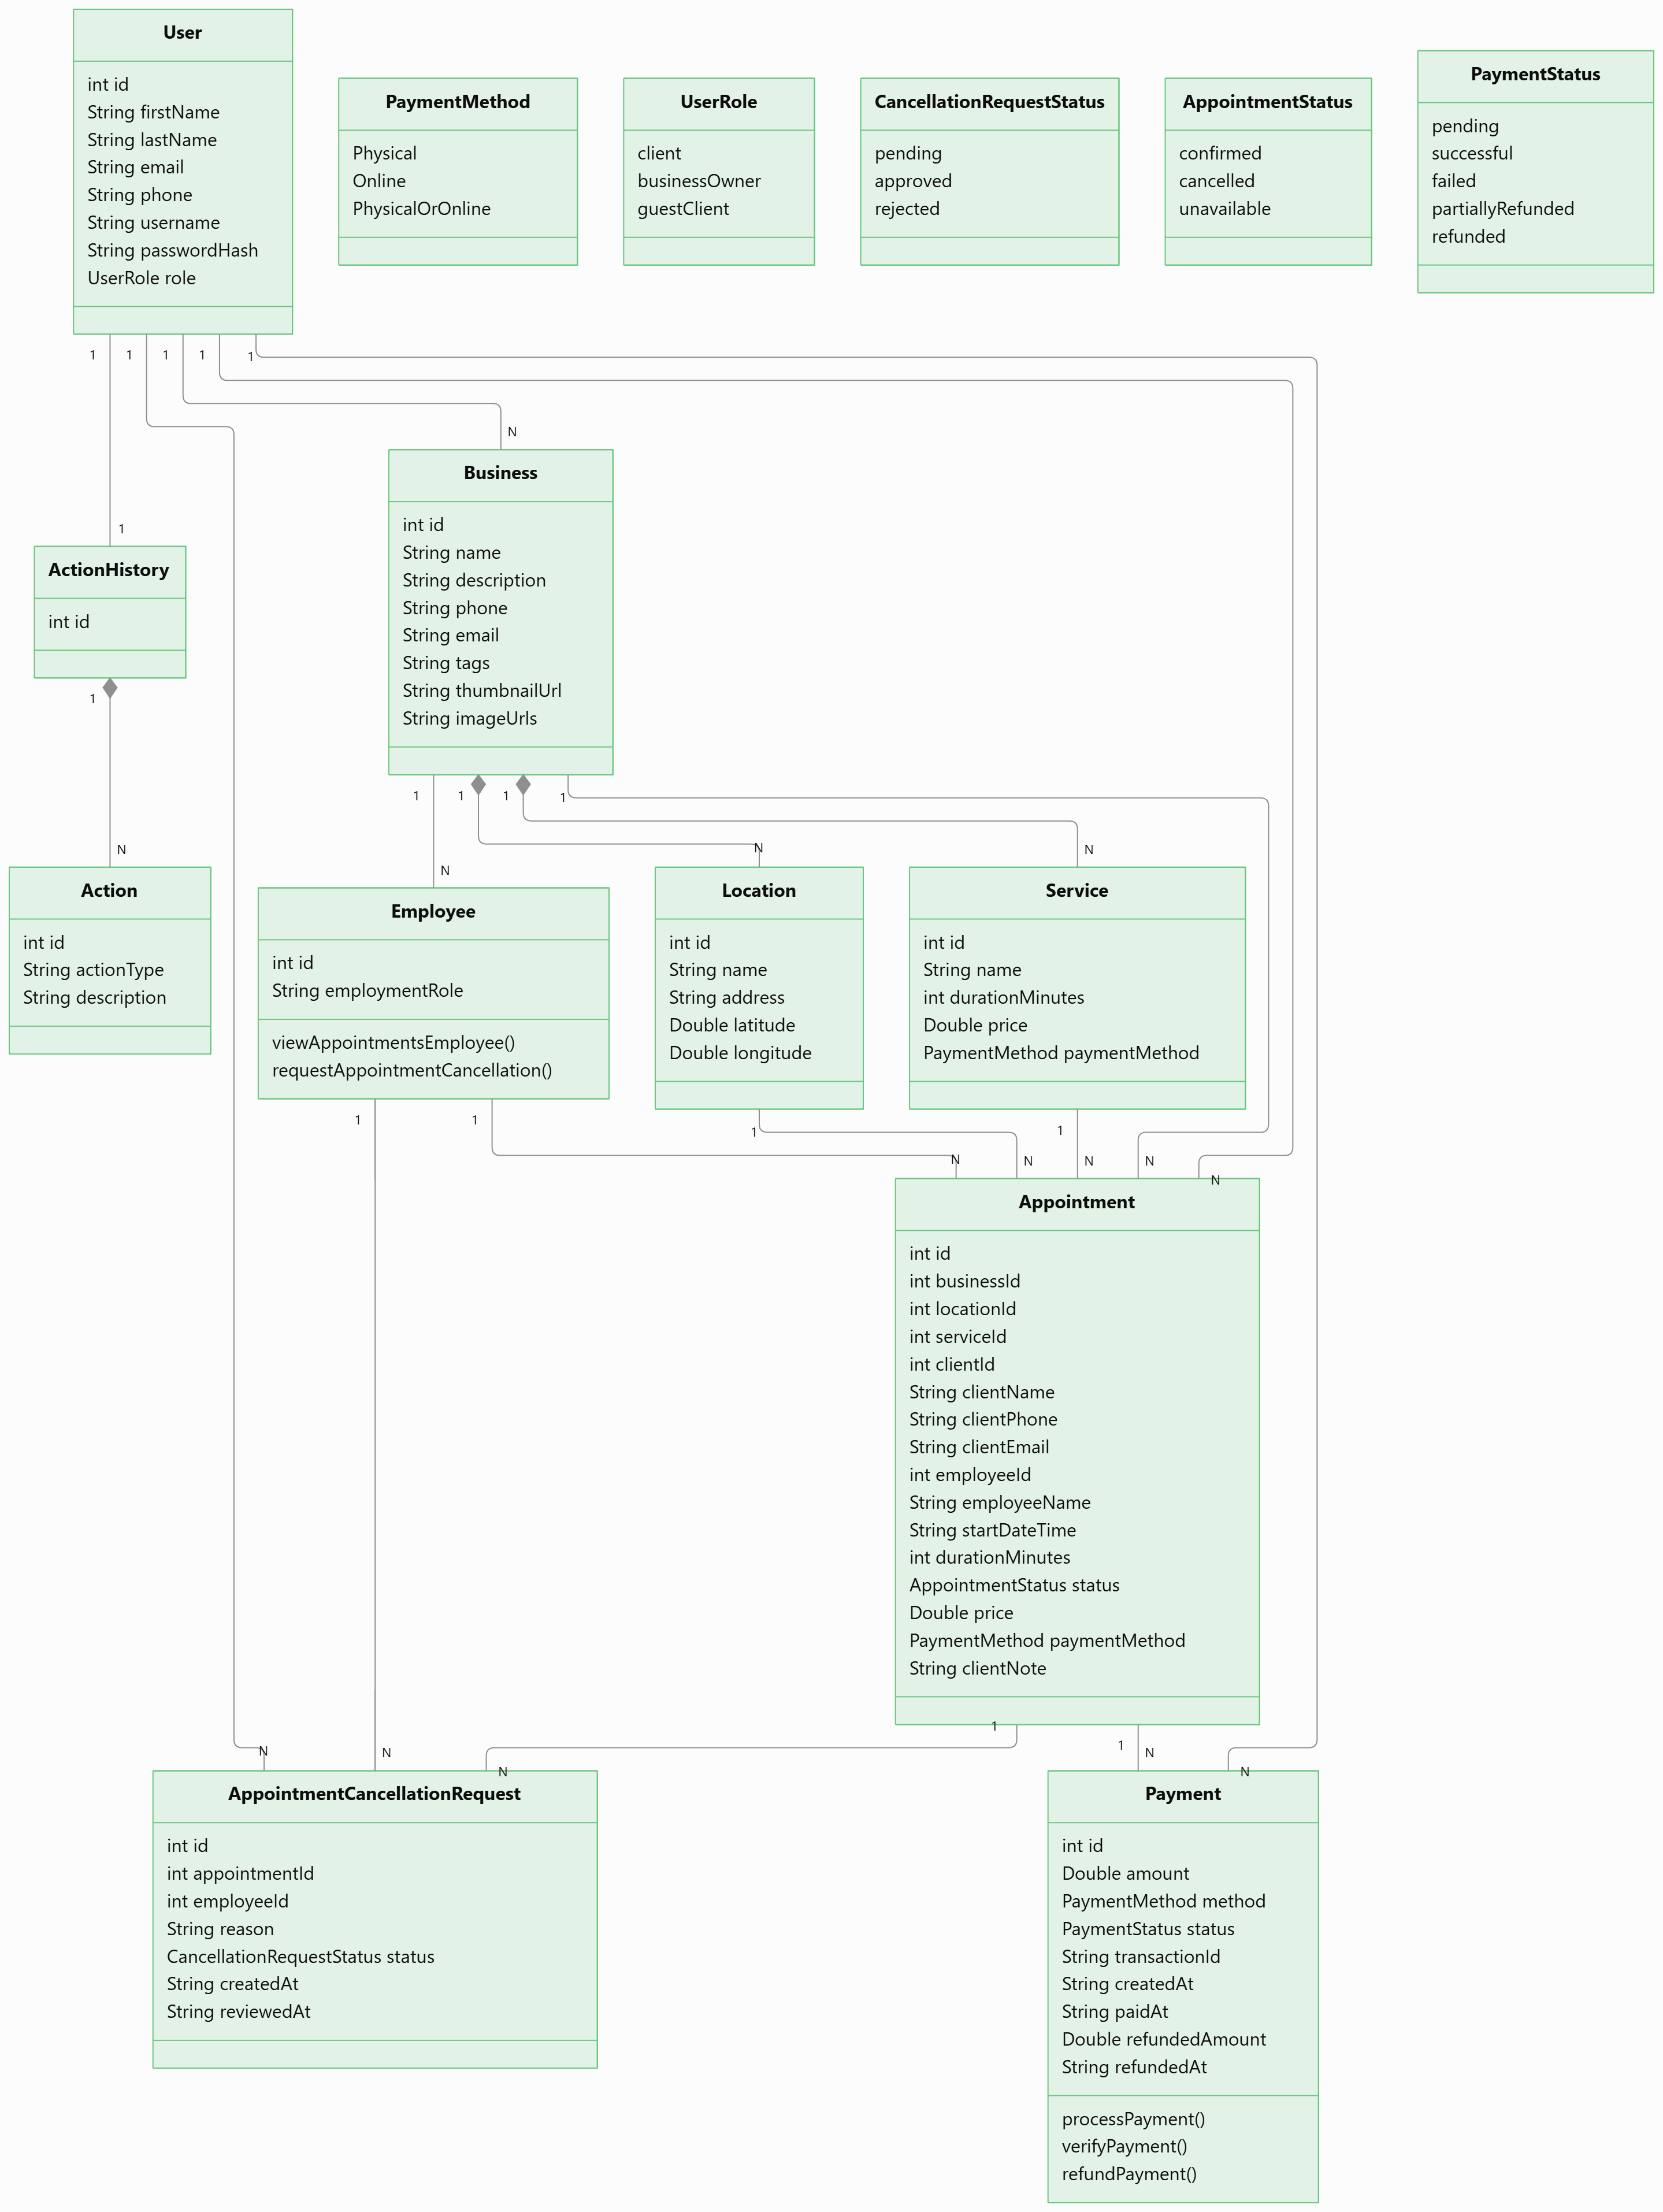 User
int id
String firstName
String lastName
String email
String phone
String username
String passwordHash
UserRole role
PaymentMethod
Physical
Online
PhysicalOrOnline
UserRole
client
businessOwner
guestClient
CancellationRequestStatus
pending
approved
rejected
AppointmentStatus
confirmed
cancelled
unavailable
PaymentStatus
pending
successful
failed
partiallyRefunded
refunded
1
1
1
1
1
N
1
Business
int id
String name
String description
String phone
String email
String tags
String thumbnailUrl
String imageUrls
ActionHistory
int id
1
1
1
1
1
N
N
N
N
Action
int id
String actionType
String description
Employee
int id
String employmentRole
viewAppointmentsEmployee()
requestAppointmentCancellation()
Location
int id
String name
String address
Double latitude
Double longitude
Service
int id
String name
int durationMinutes
Double price
PaymentMethod paymentMethod
1
1
1
1
N
N
N
N
N
Appointment
int id
int businessId
int locationId
int serviceId
int clientId
String clientName
String clientPhone
String clientEmail
int employeeId
String employeeName
String startDateTime
int durationMinutes
AppointmentStatus status
Double price
PaymentMethod paymentMethod
String clientNote
1
1
N
N
N
N
N
AppointmentCancellationRequest
int id
int appointmentId
int employeeId
String reason
CancellationRequestStatus status
String createdAt
String reviewedAt
Payment
int id
Double amount
PaymentMethod method
PaymentStatus status
String transactionId
String createdAt
String paidAt
Double refundedAmount
String refundedAt
processPayment()
verifyPayment()
refundPayment()